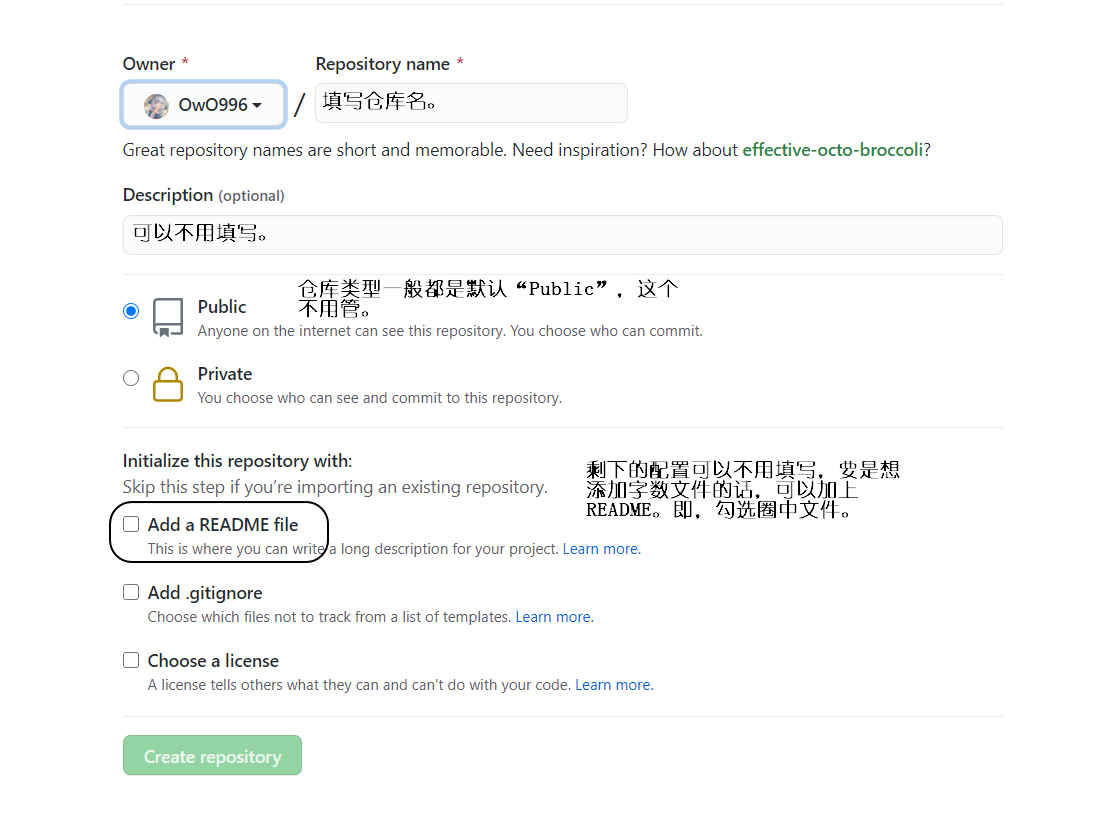 Owner * Repository name *
OwO996 / 填写仓库名。
Great repository names are short and memorable. Need inspiration? How about effective-octo-broccoli?
Description (optional)
可以不用填写。
仓库类型一般都是默认“Public”，这个
不用管。
Public
Anyone on the internet can see this repository. You choose who can commit.
Private
You choose who can see and commit to this repository.
Initialize this repository with:
Skip this step if you’re importing an existing repository.
剩下的配置可以不用填写，要是想
添加字数文件的话，可以加上
README。即，勾选圈中文件。
Add a README file
This is where you can write a long description for your project. Learn more.
Add .gitignore
Choose which files not to track from a list of templates. Learn more.
Choose a license
A license tells others what they can and can't do with your code. Learn more.
Create repository